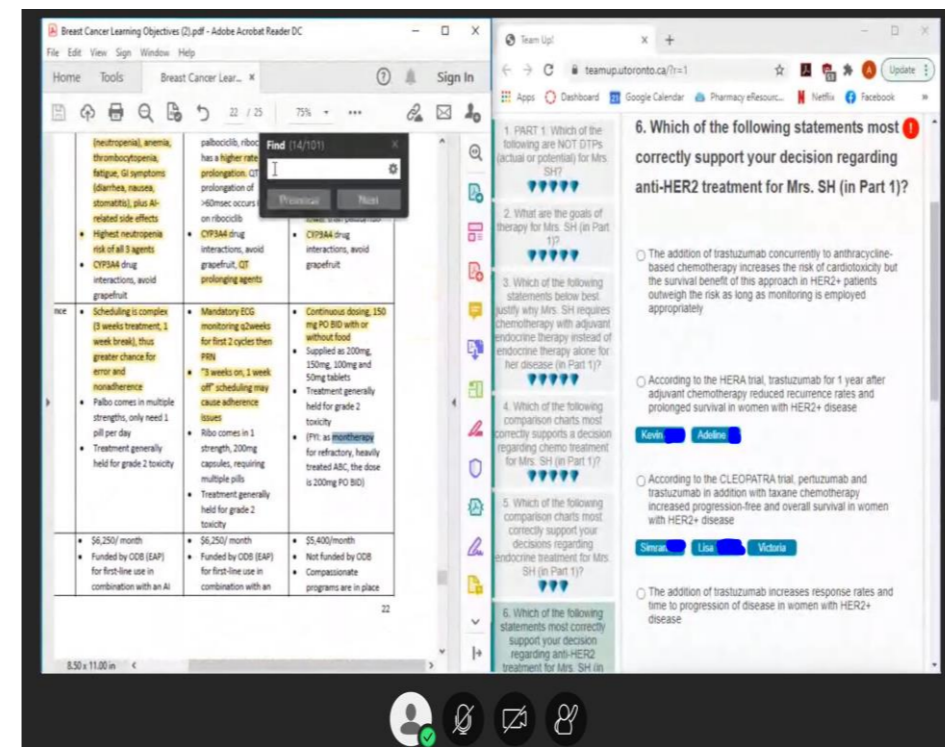 Breast Cancer Learning Objectives (2).pdf - Adobe Acrobat Reader DC
File Edit View Sign Window Help
Home Tools Breast Cancer Lear... × Sign In
22 / 25 75%
Find (14/101)
Previous Next
(neutropenia), anemia,
thrombocytopenia,
fatigue, GI symptoms
(diarrhea, nausea,
stomatitis), plus AI-
related side effects
• Highest neutropenia
risk of all 3 agents
• CYP3A4 drug
interactions, avoid
grapefruit
palbociclib, riboc
has a higher rate
prolongation. QT
prolongation of
>60msec occurs
on ribociclib
• CYP3A4 drug
interactions, avoid
grapefruit, QT
prolonging agents
• CYP3A4 drug
interactions, avoid
grapefruit
nce
• Scheduling is complex
(3 weeks treatment, 1
week break), thus
greater chance for
error and
nonadherence
• Palbo comes in multiple
strengths, only need 1
pill per day
• Treatment generally
held for grade 2 toxicity
• Mandatory ECG
monitoring q2weeks
for first 2 cycles then
PRN
• "3 weeks on, 1 week
off" scheduling may
cause adherence
issues
• Ribo comes in 1
strength, 200mg
capsules, requiring
multiple pills
• Treatment generally
held for grade 2
toxicity
• Continuous dosing, 150
mg PO BID with or
without food
• Supplied as 200mg,
150mg, 100mg and
50mg tablets
• Treatment generally
held for grade 2
toxicity
• (FYI: as montherapy
for refractory, heavily
treated ABC, the dose
is 200mg PO BID)
• $6,250/ month
• Funded by ODB (EAP)
for first-line use in
combination with an AI
• $6,250/ month
• Funded by ODB (EAP)
for first-line use in
combination with an
• $5,400/month
• Not funded by ODB
• Compassionate
programs are in place
22
8.50 x 11.00 in
Team Up!
teamup.utoronto.ca/?r=1 Update
Apps Dashboard Google Calendar Pharmacy eResourc... Netflix Facebook
1. PART 1: Which of the
following are NOT DTPs
(actual or potential) for Mrs.
SH?
2. What are the goals of
therapy for Mrs. SH (in Part
1)?
3. Which of the following
statements below best
justify why Mrs. SH requires
chemotherapy with adjuvant
endocrine therapy instead of
endocrine therapy alone for
her disease (in Part 1)?
4. Which of the following
comparison charts most
correctly supports a decision
regarding chemo treatment
for Mrs. SH (in Part 1)?
5. Which of the following
comparison charts most
correctly support your
decisions regarding
endocrine treatment for Mrs.
SH (in Part 1)?
6. Which of the following
statements most correctly
support your decision
regarding anti-HER2
treatment for Mrs. SH (in
6. Which of the following statements most
correctly support your decision regarding
anti-HER2 treatment for Mrs. SH (in Part 1)?
The addition of trastuzumab concurrently to anthracycline-
based chemotherapy increases the risk of cardiotoxicity but
the survival benefit of this approach in HER2+ patients
outweigh the risk as long as monitoring is employed
appropriately
According to the HERA trial, trastuzumab for 1 year after
adjuvant chemotherapy reduced recurrence rates and
prolonged survival in women with HER2+ disease
Kevin Adeline
According to the CLEOPATRA trial, pertuzumab and
trastuzumab in addition with taxane chemotherapy
increased progression-free and overall survival in women
with HER2+ disease
Simran Lisa Victoria
The addition of trastuzumab increases response rates and
time to progression of disease in women with HER2+
disease